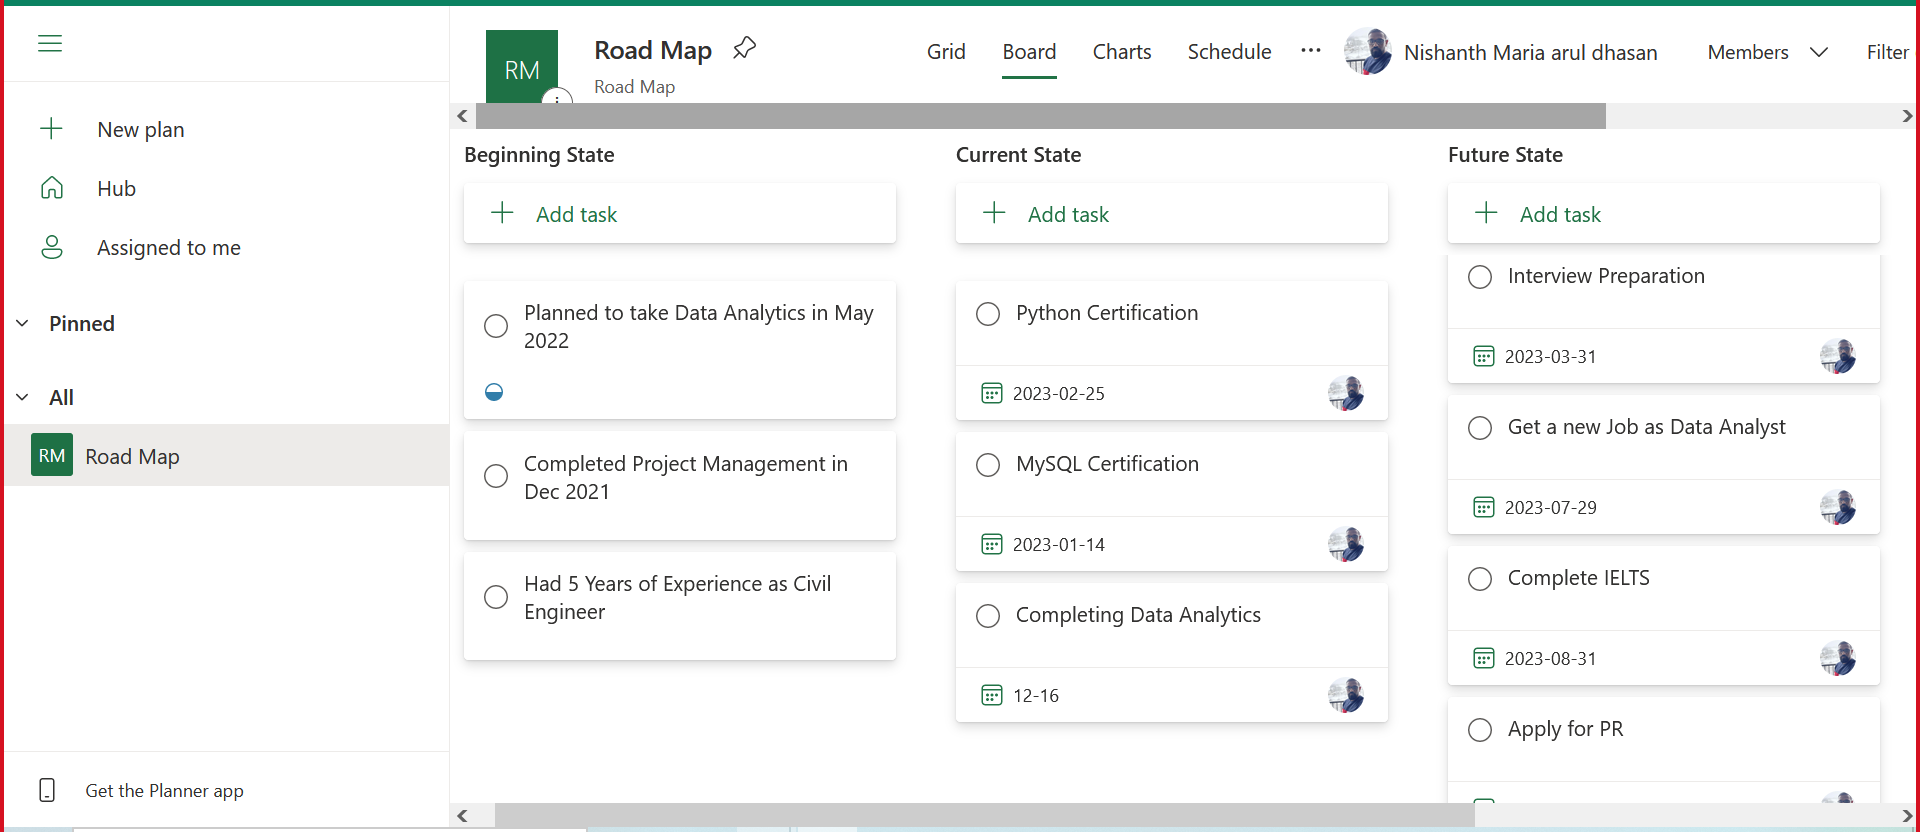 RM
Road Map
Road Map
Grid
Board
Charts
Schedule
Nishanth Maria arul dhasan
Members
Filter
New plan
Hub
Assigned to me
Pinned
All
RM
Road Map
Get the Planner app
Beginning State
Add task
Planned to take Data Analytics in May
2022
Completed Project Management in
Dec 2021
Had 5 Years of Experience as Civil
Engineer
Current State
Add task
Python Certification
2023-02-25
MySQL Certification
2023-01-14
Completing Data Analytics
12-16
Future State
Add task
Interview Preparation
2023-03-31
Get a new Job as Data Analyst
2023-07-29
Complete IELTS
2023-08-31
Apply for PR